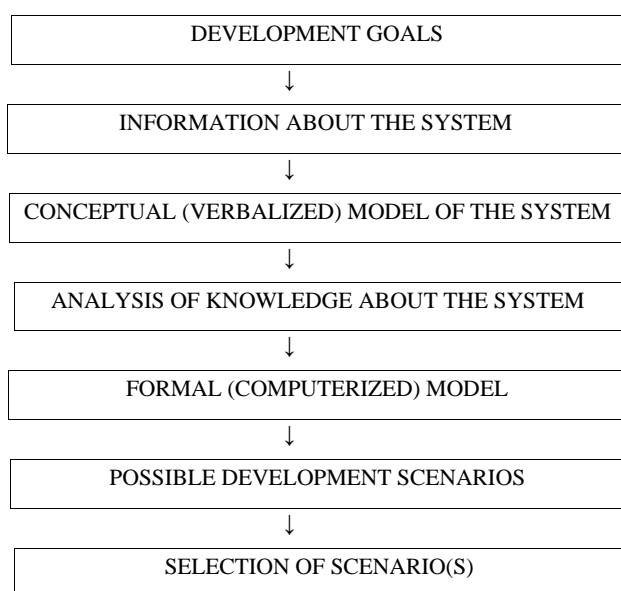 DEVELOPMENT GOALS
↓
INFORMATION ABOUT THE SYSTEM
↓
CONCEPTUAL (VERBALIZED) MODEL OF THE SYSTEM
↓
ANALYSIS OF KNOWLEDGE ABOUT THE SYSTEM
↓
FORMAL (COMPUTERIZED) MODEL
↓
POSSIBLE DEVELOPMENT SCENARIOS
↓
SELECTION OF SCENARIO(S)